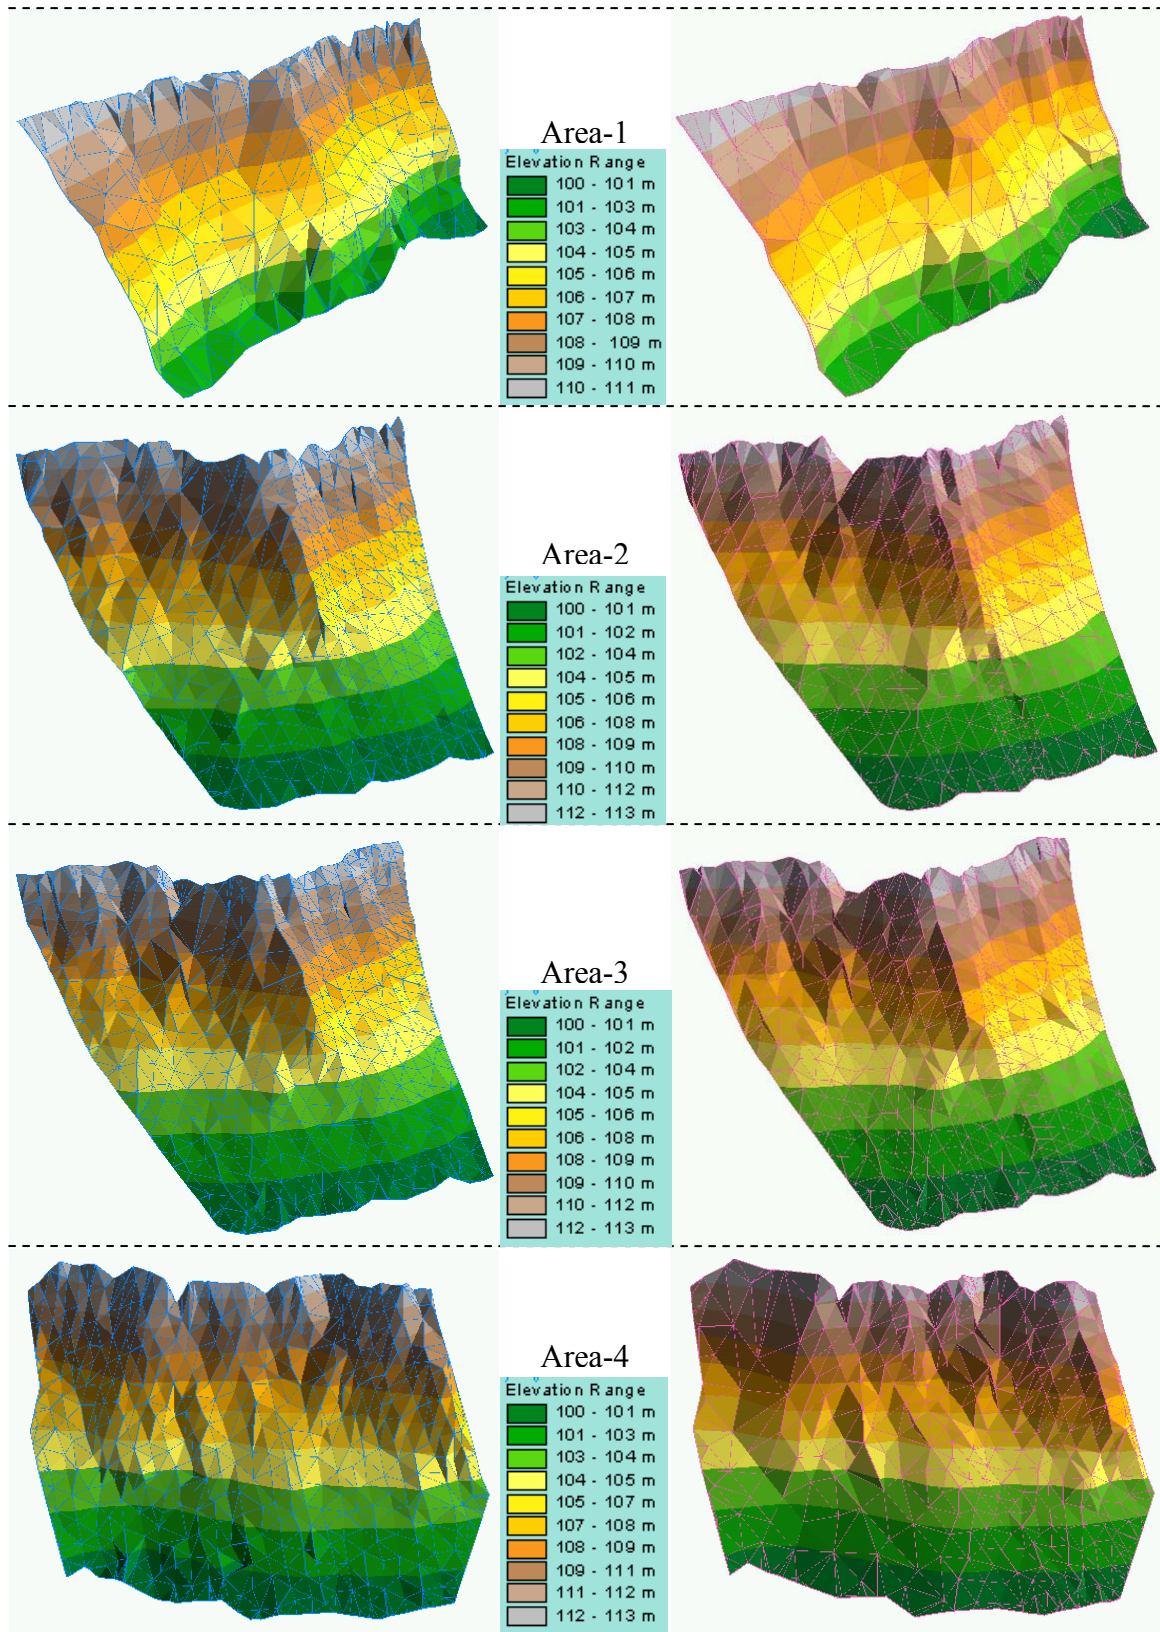 Area-1
Elevation Range
100 - 101 m
101 - 103 m
103 - 104 m
104 - 105 m
105 - 106 m
106 - 107 m
107 - 108 m
108 - 109 m
109 - 110 m
110 - 111 m
Area-2
Elevation Range
100 - 101 m
101 - 102 m
102 - 104 m
104 - 105 m
105 - 106 m
106 - 108 m
108 - 109 m
109 - 110 m
110 - 112 m
112 - 113 m
Area-3
Elevation Range
100 - 101 m
101 - 102 m
102 - 104 m
104 - 105 m
105 - 106 m
106 - 108 m
108 - 109 m
109 - 110 m
110 - 112 m
112 - 113 m
Area-4
Elevation Range
100 - 101 m
101 - 103 m
103 - 104 m
104 - 105 m
105 - 107 m
107 - 108 m
108 - 109 m
109 - 111 m
111 - 112 m
112 - 113 m